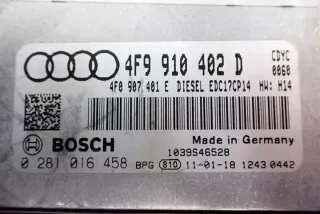 4F9 910 402 D
CDYC
0060
4F0 907 401 E DIESEL EDC17CP14 HW: H14
BOSCH
Made in Germany
1039S46528
0 281 016 458 BPG 810 11-01-18 1243 0442